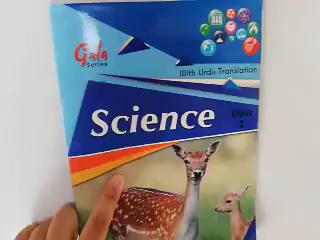 Gala
series
With Urdu Translation
Science
Class
1